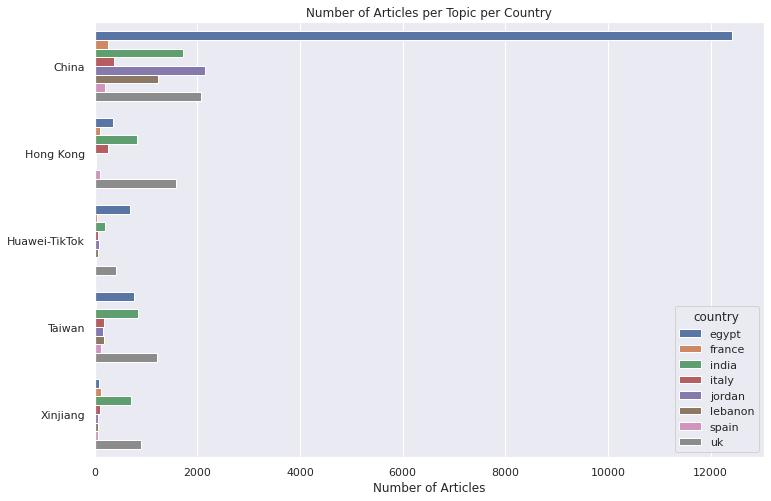 Number of Articles per Topic per Country
China
Hong Kong
Huawei-TikTok
Taiwan
Xinjiang
country
egypt
france
india
italy
jordan
lebanon
spain
uk
0 2000 4000 6000 8000 10000 12000
Number of Articles